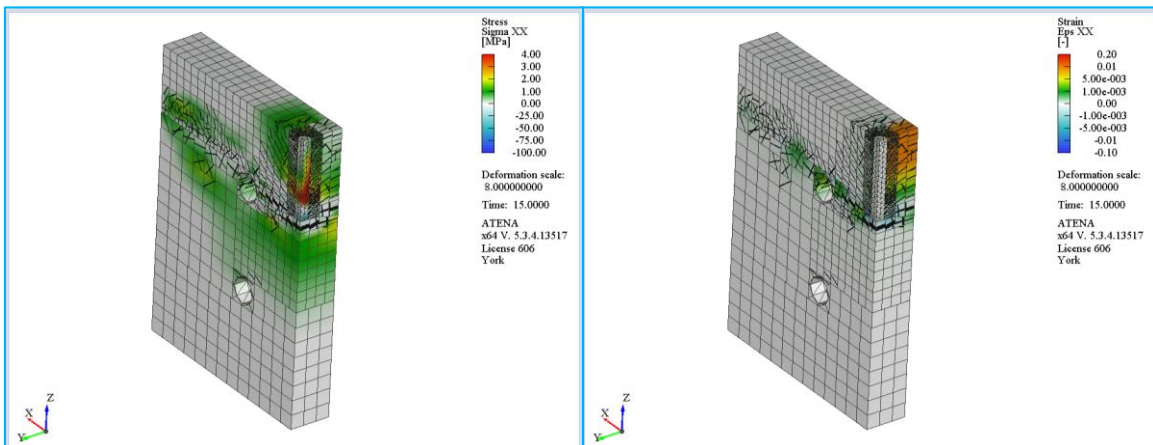 Stress
Sigma XX
[MPa]
4.00
3.00
2.00
1.00
0.00
-25.00
-50.00
-75.00
-100.00
Deformation scale:
8.000000000
Time: 15.0000
ATENA
x64 V. 5.3.4.13517
License 606
York
Z
X
Y
Strain
Eps XX
[-]
0.20
0.01
5.00e-003
1.00e-003
0.00
-1.00e-003
-5.00e-003
-0.01
-0.10
Deformation scale:
8.000000000
Time: 15.0000
ATENA
x64 V. 5.3.4.13517
License 606
York
Z
X
Y